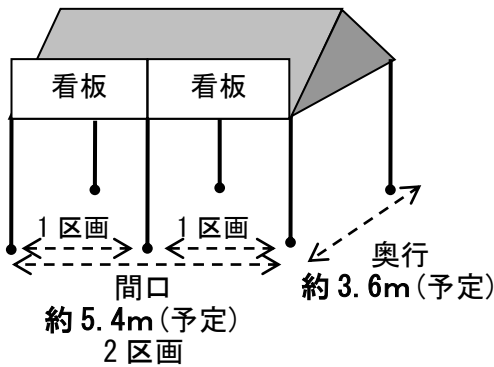 看板 看板
1区画 1区画
間口
約5.4m(予定)
2区画
奥行
約3.6m(予定)